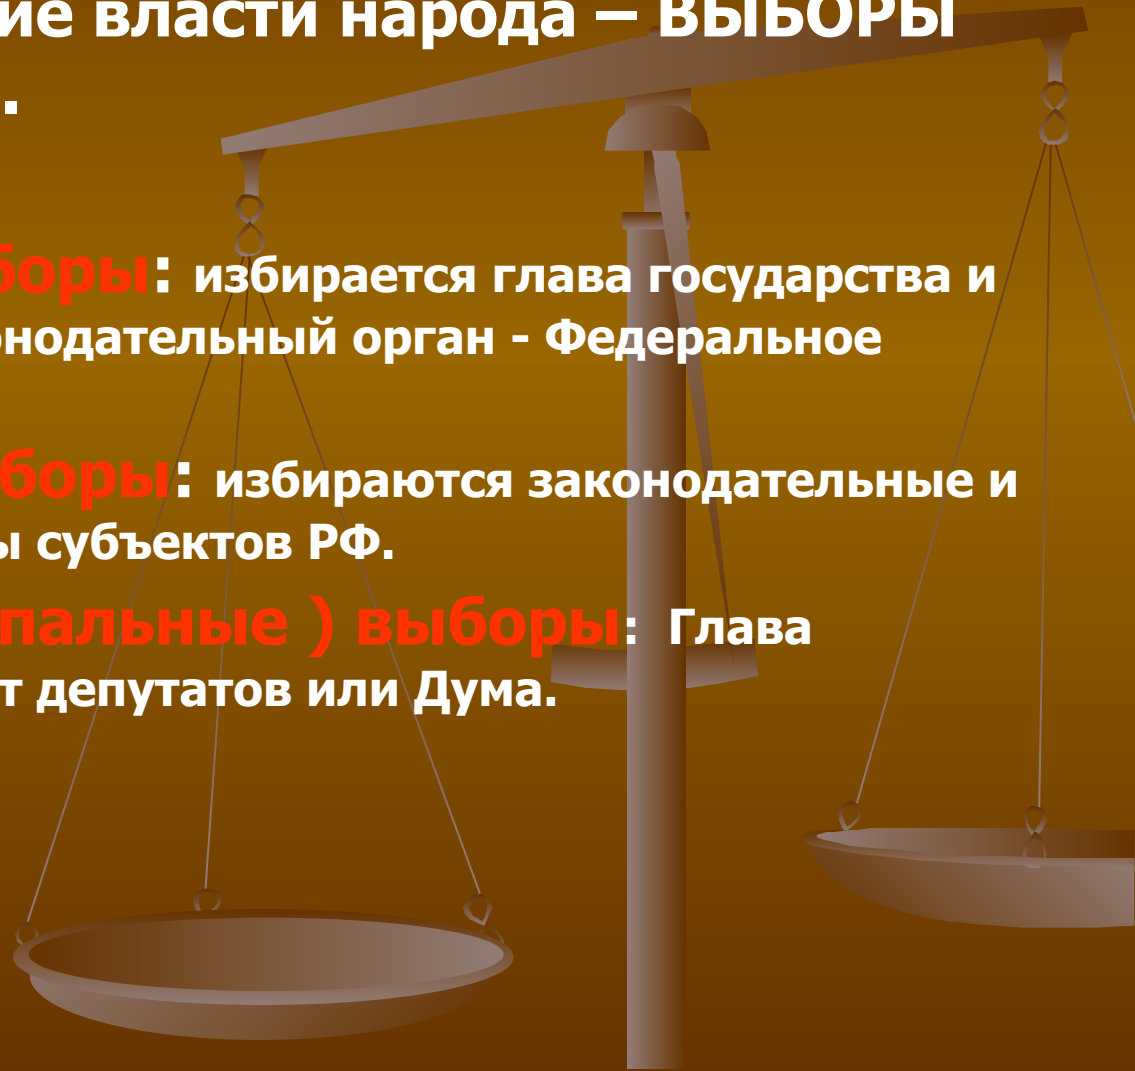 ие власти народа – ВЫБОРЫ
.
боры: избирается глава государства и
онодательный орган - Федеральное
боры: избираются законодательные и
ы субъектов РФ.
пальные ) выборы: Глава
т депутатов или Дума.